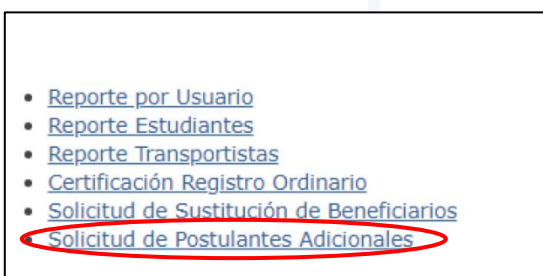 Reporte por Usuario
Reporte Estudiantes
Reporte Transportistas
Certificación Registro Ordinario
Solicitud de Sustitución de Beneficiarios
Solicitud de Postulantes Adicionales